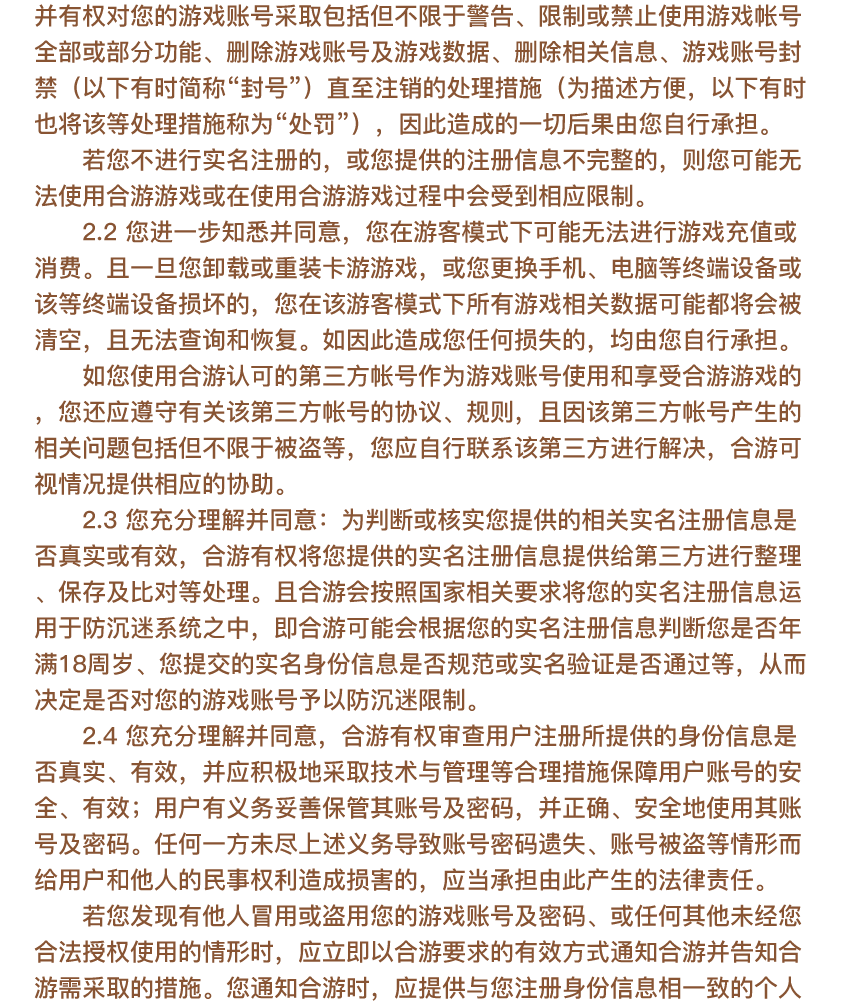 并有权对您的游戏账号采取包括但不限于警告、限制或禁止使用游戏帐号
全部或部分功能、删除游戏账号及游戏数据、删除相关信息、游戏账号封
禁（以下有时简称“封号”）直至注销的处理措施（为描述方便，以下有时
也将该等处理措施称为“处罚”），因此造成的一切后果由您自行承担。
若您不进行实名注册的，或您提供的注册信息不完整的，则您可能无
法使用合游游戏或在使用合游游戏过程中会受到相应限制。
2.2 您进一步知悉并同意，您在游客模式下可能无法进行游戏充值或
消费。且一旦您卸载或重装卡游游戏，或您更换手机、电脑等终端设备或
该等终端设备损坏的，您在该游客模式下所有游戏相关数据可能都将会被
清空，且无法查询和恢复。如因此造成您任何损失的，均由您自行承担。
如您使用合游认可的第三方帐号作为游戏账号使用和享受合游游戏的
，您还应遵守有关该第三方帐号的协议、规则，且因该第三方帐号产生的
相关问题包括但不限于被盗等，您应自行联系该第三方进行解决，合游可
视情况提供相应的协助。
2.3 您充分理解并同意：为判断或核实您提供的相关实名注册信息是
否真实或有效，合游有权将您提供的实名注册信息提供给第三方进行整理
、保存及比对等处理。且合游会按照国家相关要求将您的实名注册信息运
用于防沉迷系统之中，即合游可能会根据您的实名注册信息判断您是否年
满18周岁、您提交的实名身份信息是否规范或实名验证是否通过等，从而
决定是否对您的游戏账号予以防沉迷限制。
2.4 您充分理解并同意，合游有权审查用户注册所提供的身份信息是
否真实、有效，并应积极地采取技术与管理等合理措施保障用户账号的安
全、有效；用户有义务妥善保管其账号及密码，并正确、安全地使用其账
号及密码。任何一方未尽上述义务导致账号密码遗失、账号被盗等情形而
给用户和他人的民事权利造成损害的，应当承担由此产生的法律责任。
若您发现有他人冒用或盗用您的游戏账号及密码、或任何其他未经您
合法授权使用的情形时，应立即以合游要求的有效方式通知合游并告知合
游需采取的措施。您通知合游时，应提供与您注册身份信息相一致的个人